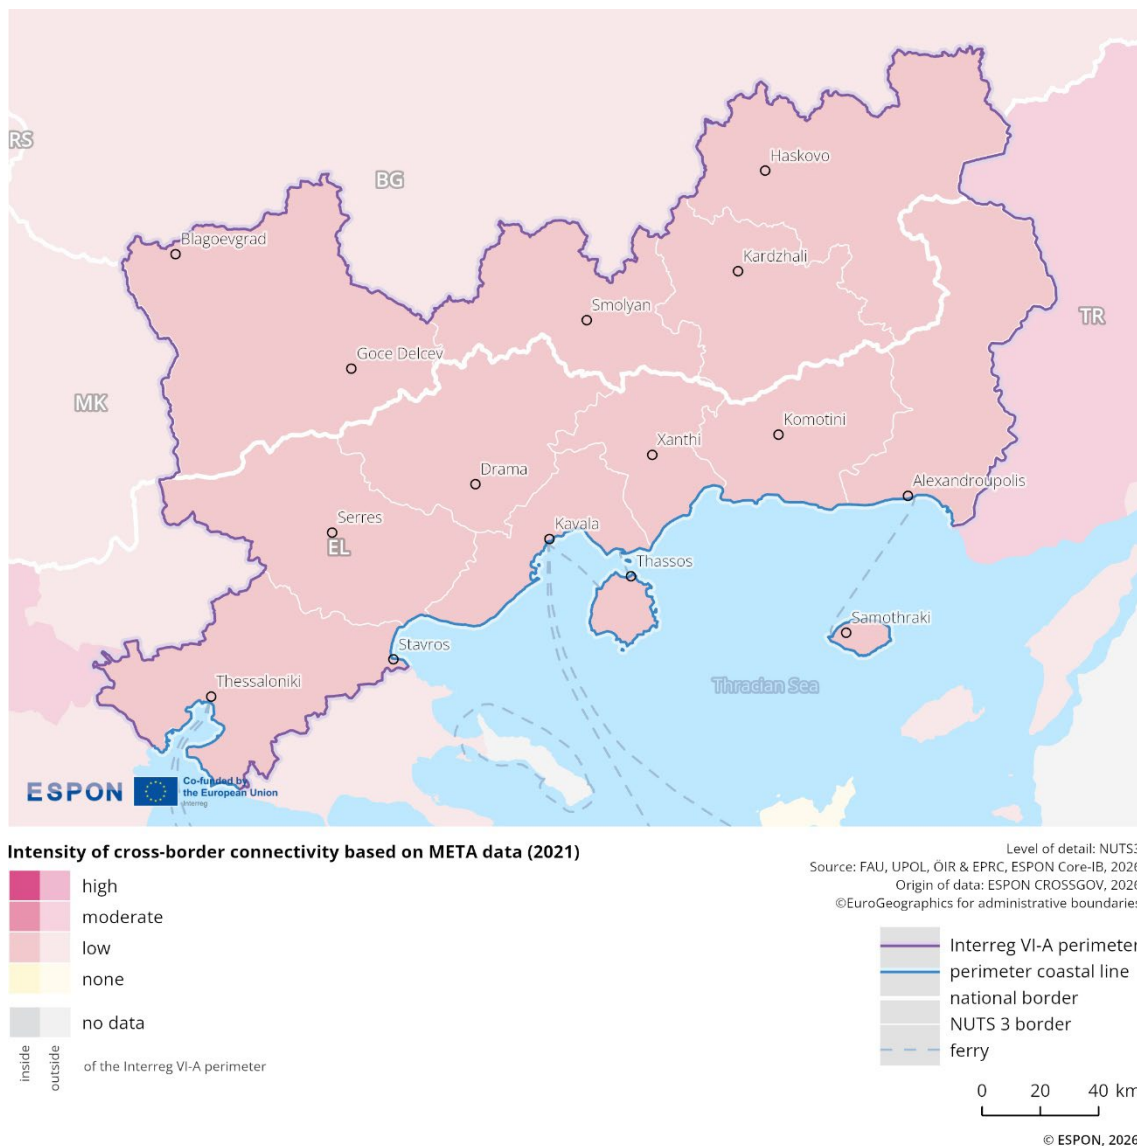 Haskovo
RS
BG
Blagoevgrad
Kardzhali
Smolyan
TR
Goce Delcev
MK
Komotini
Xanthi
Drama
Alexandroupolis
Serres
Kavala
EL
Thassos
Samothraki
Stavros
Thracian Sea
Thessaloniki
ESPON
Co-funded by
the European Union
Interreg
Intensity of cross-border connectivity based on META data (2021)
high
moderate
low
none
no data
inside
outside
of the Interreg VI-A perimeter
Level of detail: NUTS3
Source: FAU, UPOL, ÖIR & EPRC, ESPON Core-IB, 2026
Origin of data: ESPON CROSSGOV, 2026
©EuroGeographics for administrative boundaries
Interreg VI-A perimeter
perimeter coastal line
national border
NUTS 3 border
ferry
0 20 40 km
© ESPON, 2026